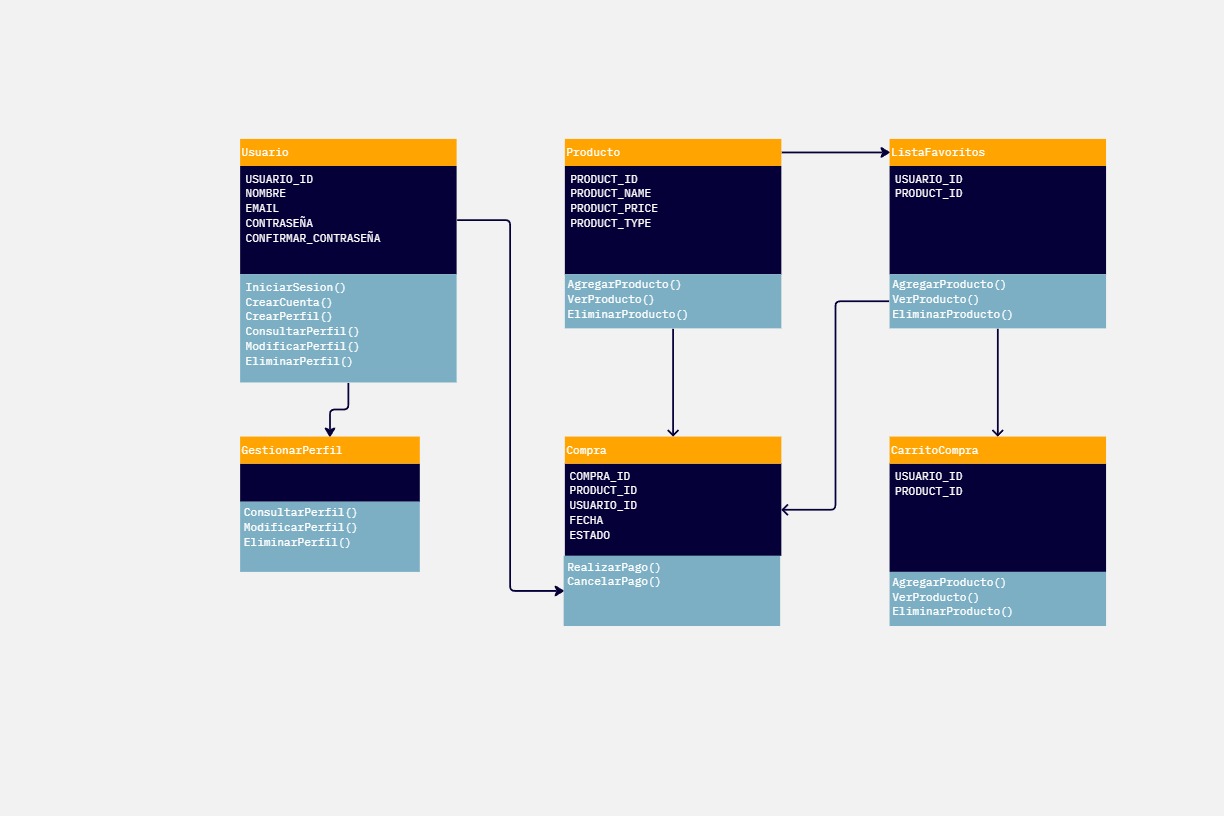 Usuario
USUARIO_ID
NOMBRE
EMAIL
CONTRASEÑA
CONFIRMAR_CONTRASEÑA
IniciarSesion()
CrearCuenta()
CrearPerfil()
ConsultarPerfil()
ModificarPerfil()
EliminarPerfil()
Producto
PRODUCT_ID
PRODUCT_NAME
PRODUCT_PRICE
PRODUCT_TYPE
AgregarProducto()
VerProducto()
EliminarProducto()
ListaFavoritos
USUARIO_ID
PRODUCT_ID
AgregarProducto()
VerProducto()
EliminarProducto()
GestionarPerfil
ConsultarPerfil{}
ModificarPerfil{}
EliminarPerfil{}
Compra
COMPRA_ID
PRODUCT_ID
USUARIO_ID
FECHA
ESTADO
RealizarPago()
CancelarPago()
CarritoCompra
USUARIO_ID
PRODUCT_ID
AgregarProducto()
VerProducto()
EliminarProducto()